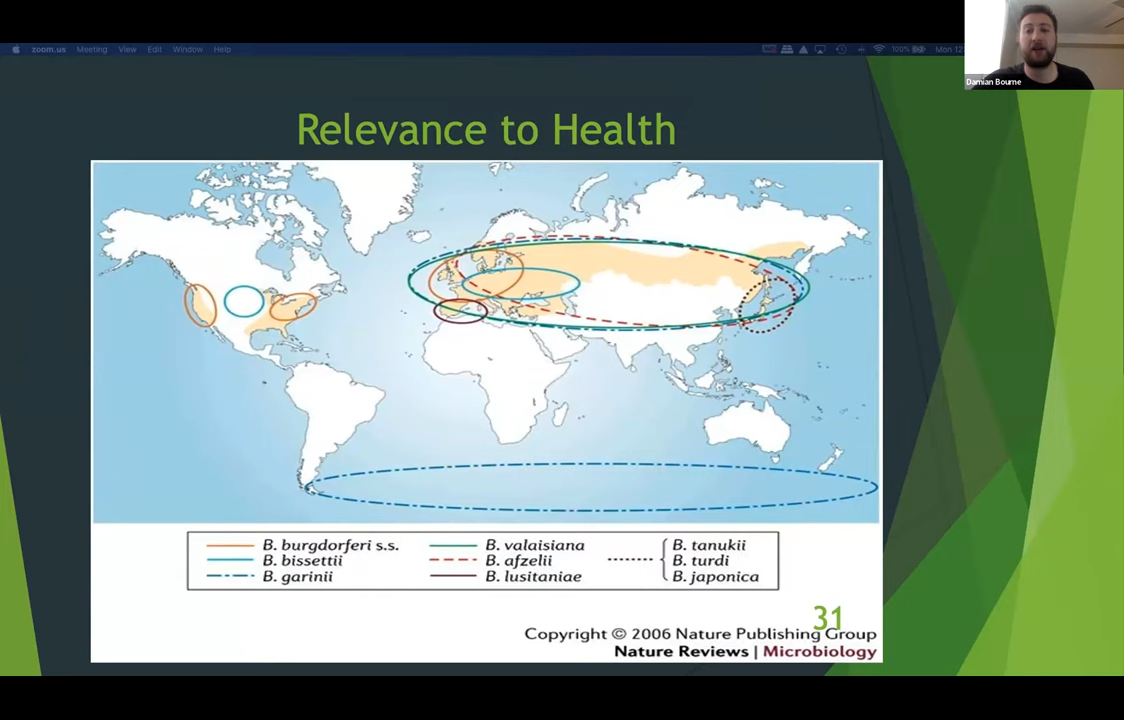 zoom.us Meeting View Edit Window Help 100% Mon
Damian Bourne
Relevance to Health
B. burgdorferi s.s. B. valaisiana B. tanukii
B. bissettii B. afzelii B. turdi
B. garinii B. lusitaniae B. japonica
31
Copyright © 2006 Nature Publishing Group
Nature Reviews | Microbiology